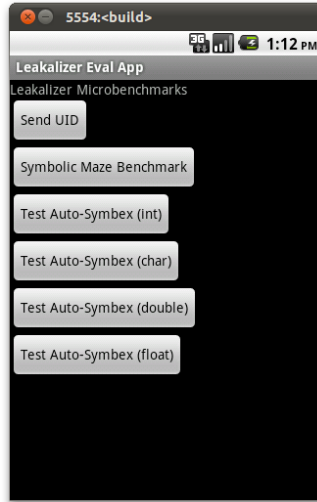 5554:<build>
3G 1:12 PM
Leakalizer Eval App
Leakalizer Microbenchmarks
Send UID
Symbolic Maze Benchmark
Test Auto-Symbex (int)
Test Auto-Symbex (char)
Test Auto-Symbex (double)
Test Auto-Symbex (float)